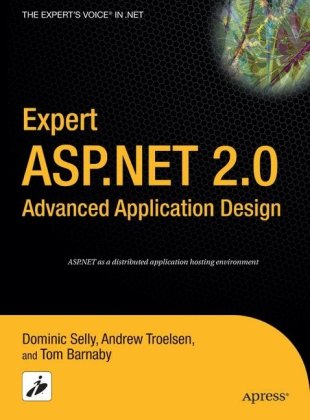 THE EXPERT'S VOICE® IN .NET
Expert
ASP.NET 2.0
Advanced Application Design
ASP.NET as a distributed application hosting environment
Dominic Selly, Andrew Troelsen,
and Tom Barnaby
Apress®